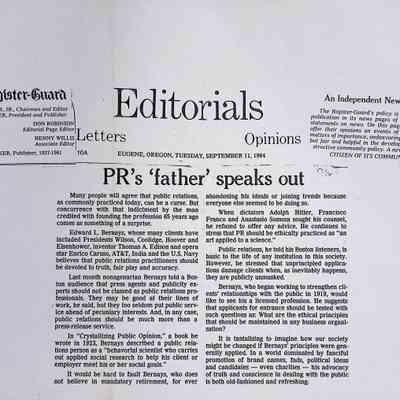 gister-Guard
R, SR., Chairman and Editor
ER, President and Publisher
DON ROBINSON
Editorial Page Editor
HENNY WILLIS
Associate Editor
KER, Publisher, 1927-1961
10A
Editorials
Letters
Opinions
EUGENE, OREGON, TUESDAY, SEPTEMBER 11, 1984
An Independent New
The Register-Guard's policy
publication in its news pages of
statements on news. On this page
offer their opinions on events of
matters of importance, endeavoring
but fair and helpful in the develop
structive community policy. A new
CITIZEN OF ITS COMMU
PR's 'father' speaks out
Many people will agree that public relations,
as commonly practiced today, can be a curse. But
concurrence with that indictment by the man
credited with founding the profession 65 years ago
comes as something of a surprise.
Edward L. Bernays, whose many clients have
included Presidents Wilson, Coolidge, Hoover and
Eisenhower, inventor Thomas A. Edison and opera
star Enrico Caruso, AT&T, India and the U.S. Navy
believes that public relations practitioners should
be devoted to truth, fair play and accuracy.
Last month nonagenarian Bernays told a Bos-
ton audience that press agents and publicity ex-
perts should not be classed as public relations pro-
fessionals. They may be good at their lines of
work, he said, but they too seldom put public serv-
ice ahead of pecuniary interests. And, in any case,
public relations should be much more than a
press-release service.
In "Crystallizing Public Opinion," a book he
wrote in 1923, Bernays described a public rela-
tions person as a "behavorial scientist who carries
out applied social research to help his client or
employer meet his or her social goals."
It would be hard to fault Bernays, who does
not believe in mandatory retirement, for ever
abandoning his ideals or joining trends because
everyone else seemed to be doing so.
When dictators Adolph Hitler, Francisco
Franco and Anastasio Somoza sought his counsel,
he refused to offer any advice. He continues to
stress that PR should be ethically practiced as "an
art applied to a science."
Public relations, he told his Boston listeners, is
basic to the life of any institution in this society.
However, he stressed that unprincipled applica-
tions damage clients when, as inevitably happens,
they are publicly unmasked.
Bernays, who began working to strengthen cli-
ents' relationships with the public in 1919, would
like to see his a licensed profession. He suggests
that applicants for entrance should be tested with
such questions as: What are the ethical principles
that should be maintained in any business organi-
sation?
It is tantalizing to imagine how our society
might be changed if Bernays' principles were gen-
erally applied. In a world dominated by fanciful
promotion of brand names, fads, political ideas
and candidates — even charities — his advocacy
of truth and conscience in dealing with the public
is both old-fashioned and refreshing.